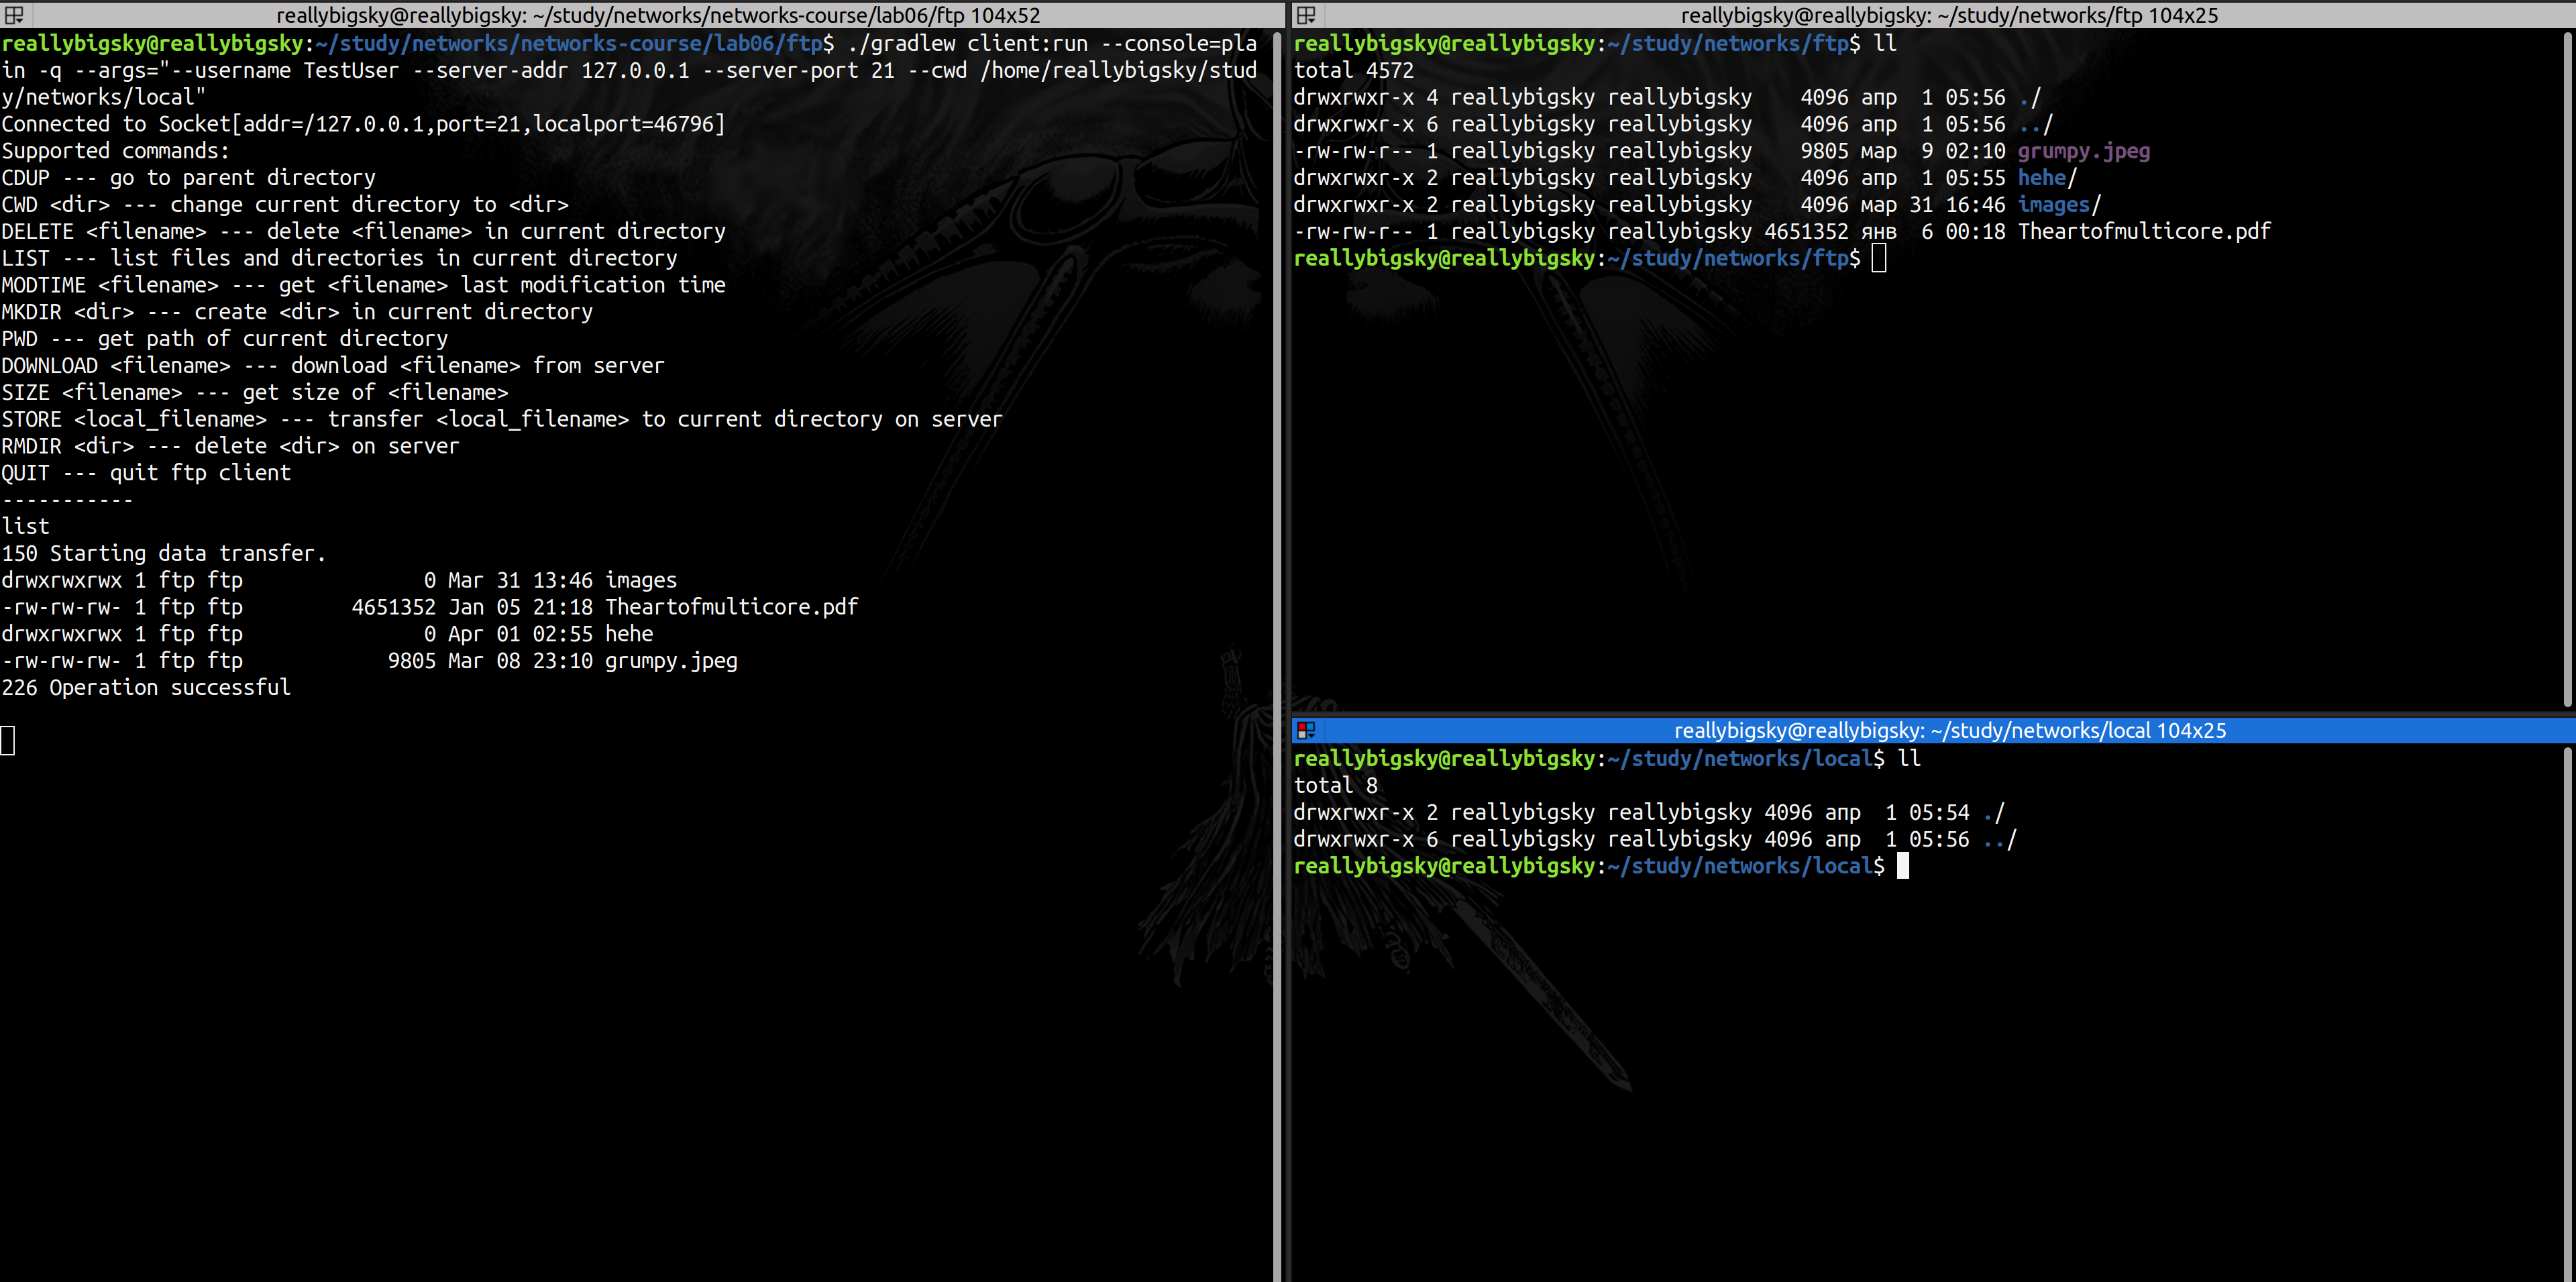 reallybigsky@reallybigsky: ~/study/networks/networks-course/lab06/ftp 104x52
reallybigsky@reallybigsky:~/study/networks/networks-course/lab06/ftp$ ./gradlew client:run --console=pla
in -q --args="--username TestUser --server-addr 127.0.0.1 --server-port 21 --cwd /home/reallybigsky/stud
y/networks/local"
Connected to Socket[addr=/127.0.0.1,port=21,localport=46796]
Supported commands:
CDUP --- go to parent directory
CWD <dir> --- change current directory to <dir>
DELETE <filename> --- delete <filename> in current directory
LIST --- list files and directories in current directory
MODTIME <filename> --- get <filename> last modification time
MKDIR <dir> --- create <dir> in current directory
PWD --- get path of current directory
DOWNLOAD <filename> --- download <filename> from server
SIZE <filename> --- get size of <filename>
STORE <local_filename> --- transfer <local_filename> to current directory on server
RMDIR <dir> --- delete <dir> on server
QUIT --- quit ftp client
-----------
list
150 Starting data transfer.
drwxrwxrwx 1 ftp ftp               0 Mar 31 13:46 images
-rw-rw-rw- 1 ftp ftp         4651352 Jan 05 21:18 Theartofmulticore.pdf
drwxrwxrwx 1 ftp ftp               0 Apr 01 02:55 hehe
-rw-rw-rw- 1 ftp ftp            9805 Mar 08 23:10 grumpy.jpeg
226 Operation successful
reallybigsky@reallybigsky: ~/study/networks/ftp 104x25
reallybigsky@reallybigsky:~/study/networks/ftp$ ll
total 4572
drwxrwxr-x 4 reallybigsky reallybigsky    4096 апр  1 05:56 ./
drwxrwxr-x 6 reallybigsky reallybigsky    4096 апр  1 05:56 ../
-rw-rw-r-- 1 reallybigsky reallybigsky    9805 мар  9 02:10 grumpy.jpeg
drwxrwxr-x 2 reallybigsky reallybigsky    4096 апр  1 05:55 hehe/
drwxrwxr-x 2 reallybigsky reallybigsky    4096 мар 31 16:46 images/
-rw-rw-r-- 1 reallybigsky reallybigsky 4651352 янв  6 00:18 Theartofmulticore.pdf
reallybigsky@reallybigsky:~/study/networks/ftp$
reallybigsky@reallybigsky: ~/study/networks/local 104x25
reallybigsky@reallybigsky:~/study/networks/local$ ll
total 8
drwxrwxr-x 2 reallybigsky reallybigsky 4096 апр  1 05:54 ./
drwxrwxr-x 6 reallybigsky reallybigsky 4096 апр  1 05:56 ../
reallybigsky@reallybigsky:~/study/networks/local$